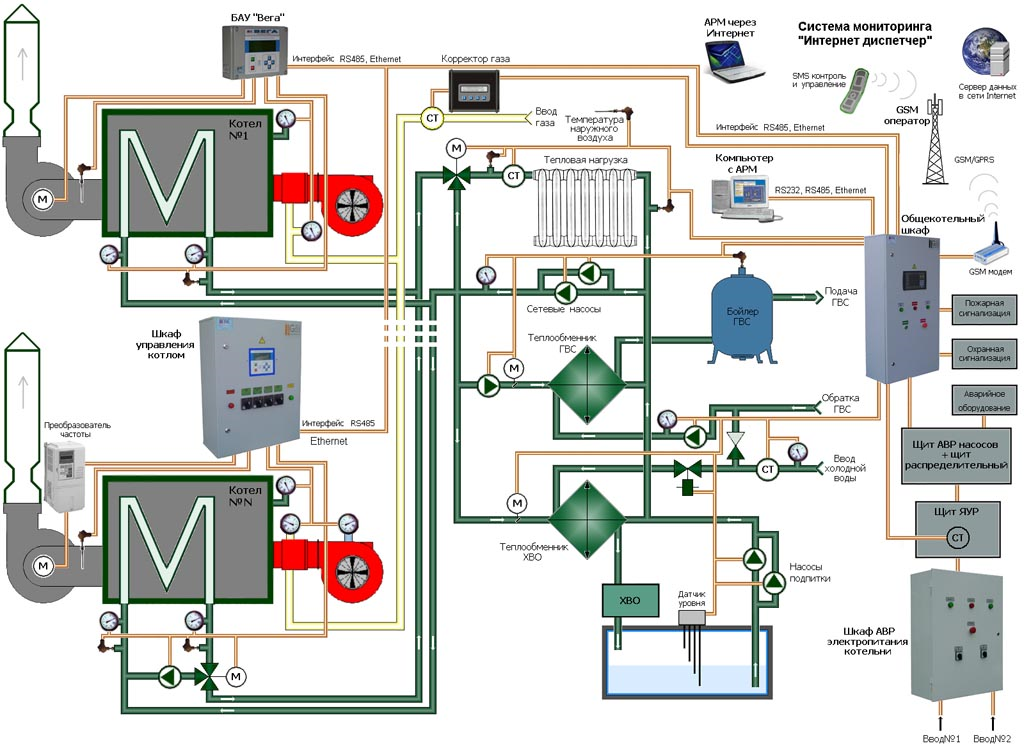 БАУ "Вега"
ВЕГА
Интерфейс RS485, Ethernet
Корректор газа
АРМ через
Интернет
Система мониторинга
"Интернет диспетчер"
SMS контроль
и управление
Сервер данных
в сети Internet
GSM
оператор
Котел
№1
СТ
Ввод
газа
Температура
наружного
воздуха
Интерфейс RS485, Ethernet
GSM/GPRS
М
М
СТ
Тепловая нагрузка
Компьютер
с АРМ
RS232, RS485, Ethernet
Общекотельный
шкаф
GSM модем
Сетевые насосы
Бойлер
ГВС
Подача
ГВС
Пожарная
сигнализация
Шкаф
управления
котлом
Теплообменник
ГВС
М
Охранная
сигнализация
Преобразователь
частоты
Интерфейс RS485
Ethernet
Обратка
ГВС
Аварийное
оборудование
Щит АВР насосов
+ щит
распределительный
СТ
Ввод
холодной
воды
Котел
№N
М
М
Теплообменник
ХВО
Щит ЯУР
СТ
Насосы
подпитки
ХВО
Датчик
уровня
Шкаф АВР
электропитания
котельни
М
Ввод№1
Ввод№2